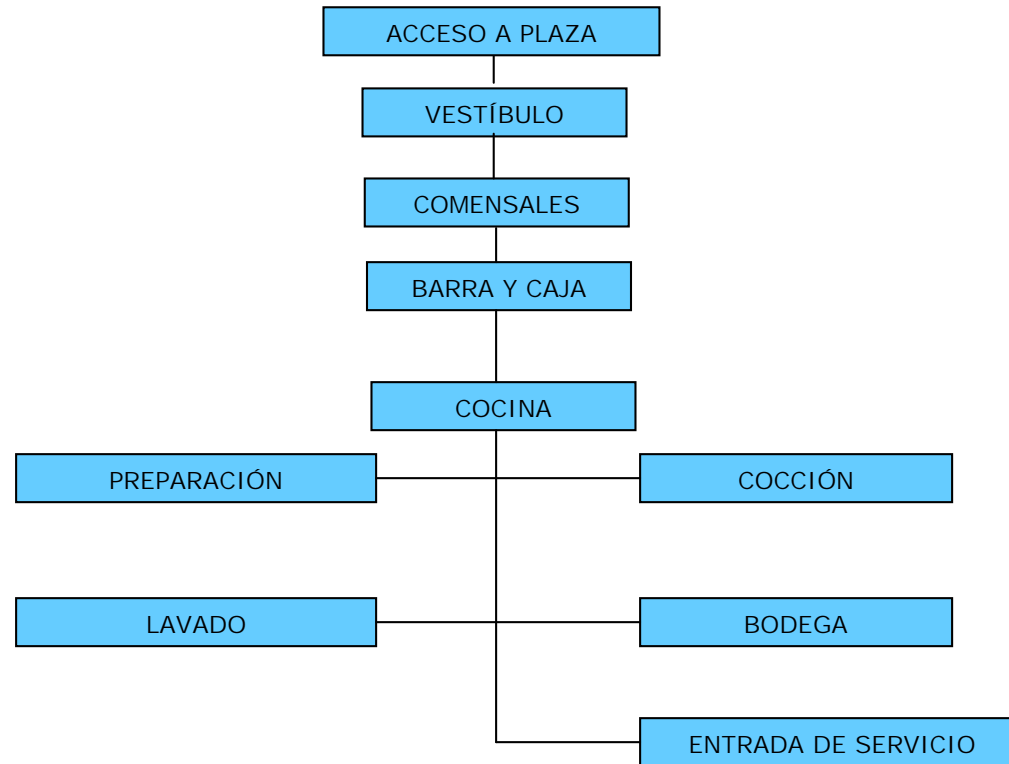 ACCESO A PLAZA
VESTÍBULO
COMENSALES
BARRA Y CAJA
COCINA
PREPARACIÓN
COCCIÓN
LAVADO
BODEGA
ENTRADA DE SERVICIO